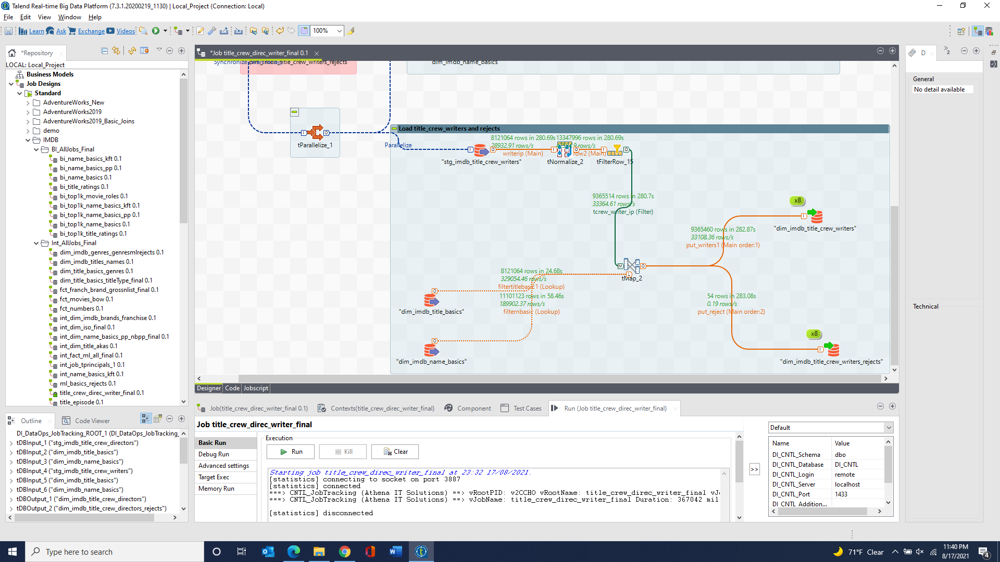 Talend Real-time Big Data Platform (7.3.1.20200219_1130) | Local_Project (Connection: Local)
File Edit View Window Help
Learn Ask Exchange Videos 100%
*Repository
LOCAL: Local_Project
Business Models
Job Designs
Standard
AdventureWorks_New
AdventureWorks2019
AdventureWorks2019_Basic_Joins
demo
IMDB
BI_AllJobs_Final
bi_name_basics_kft 0.1
bi_name_basics_pp 0.1
bi_name_basics 0.1
bi_title_ratings 0.1
bi_top1k_movie_roles 0.1
bi_top1k_name_basics_kft 0.1
bi_top1k_name_basics_pp 0.1
bi_top1k_name_basics 0.1
bi_top1k_title_ratings 0.1
Int_AllJobs_Final
dim_imdb_genres_genresmlrejects 0.1
dim_imdb_titles_names 0.1
dim_title_basics_genres 0.1
dim_title_basics_titleType_final 0.1
fct_franch_brand_grossnlist_final 0.1
fct_movies_bow 0.1
fct_numbers 0.1
int_dim_imdb_brands_franchise 0.1
int_dim_iso_final 0.1
int_dim_name_basics_pp_nbpp_final 0.1
int_dim_title_akas 0.1
int_fact_ml_all_final 0.1
int_job_tprincipals_1 0.1
int_name_basics_kft 0.1
ml_basics_rejects 0.1
title_crew_direc_writer_final 0.1
title_episode 0.1
Outline Code Viewer
DI_DataOps_JobTracking_ROOT_1 (DI_DataOps_JobTracking_
tDBInput_1 ("stg_imdb_title_crew_directors")
tDBInput_2 ("dim_imdb_title_basics")
tDBInput_3 ("dim_imdb_name_basics")
tDBInput_4 ("stg_imdb_title_crew_writers")
tDBInput_5 ("dim_imdb_title_basics")
tDBInput_6 ("dim_imdb_name_basics")
tDBOutput_1 ("dim_imdb_title_crew_directors")
tDBOutput_2 ("dim_imdb_title_crew_directors_rejects")
*Job title_crew_direc_writer_final 0.1
title_crew_writers_rejects
dim_imdb_name_basics
tParallelize_1
Parallelize
Load title_crew_writers and rejects
8121064 rows in 280.69s
28932.91 rows/s
writerip (Main)
13347996 rows in 280.69s
row2 (Main)
"stg_imdb_title_crew_writers"
tNormalize_2
tFilterRow_15
9365514 rows in 280.7s
33364.61 rows/s
tcrew_writer_ip (Filter)
x8
"dim_imdb_title_crew_writers"
9365460 rows in 282.87s
33108.36 rows/s
put_writers1 (Main order:1)
tMap_2
8121064 rows in 24.68s
329054.46 rows/s
filtertitlebasic1 (Lookup)
11101123 rows in 58.46s
189902.37 rows/s
filternbasic (Lookup)
"dim_imdb_title_basics"
"dim_imdb_name_basics"
54 rows in 283.08s
0.19 rows/s
put_reject (Main order:2)
x8
"dim_imdb_title_crew_writers_rejects"
Designer Code Jobscript
Job(title_crew_direc_writer_final 0.1) Contexts(title_crew_direc_writer_final) Component Test Cases Run (Job title_crew_direc_writer_final)
Job title_crew_direc_writer_final
Basic Run
Debug Run
Advanced settings
Target Exec
Memory Run
Execution
Run Kill Clear
Starting job title_crew_direc_writer_final at 23:32 17/08/2021.
[statistics] connecting to socket on port 3887
[statistics] connected
===> CNTL_JobTracking (Athena IT Solutions) ==> vRootPID: v2CCHO vRootName: title_crew_direc_writer_final vJ
===> CNTL_JobTracking (Athena IT Solutions) ==> vJobName: title_crew_direc_writer_final Duration: 367042 mil
[statistics] disconnected
>>
Default
Name Value
DI_CNTL_Schema dbo
DI_CNTL_Database DI_CNTL
DI_CNTL_Login remote
DI_CNTL_Server localhost
DI_CNTL_Port 1433
DI_CNTL_Addition...
D
2
General
No detail available
Technical
Type here to search
71°F Clear
11:40 PM
8/17/2021
4